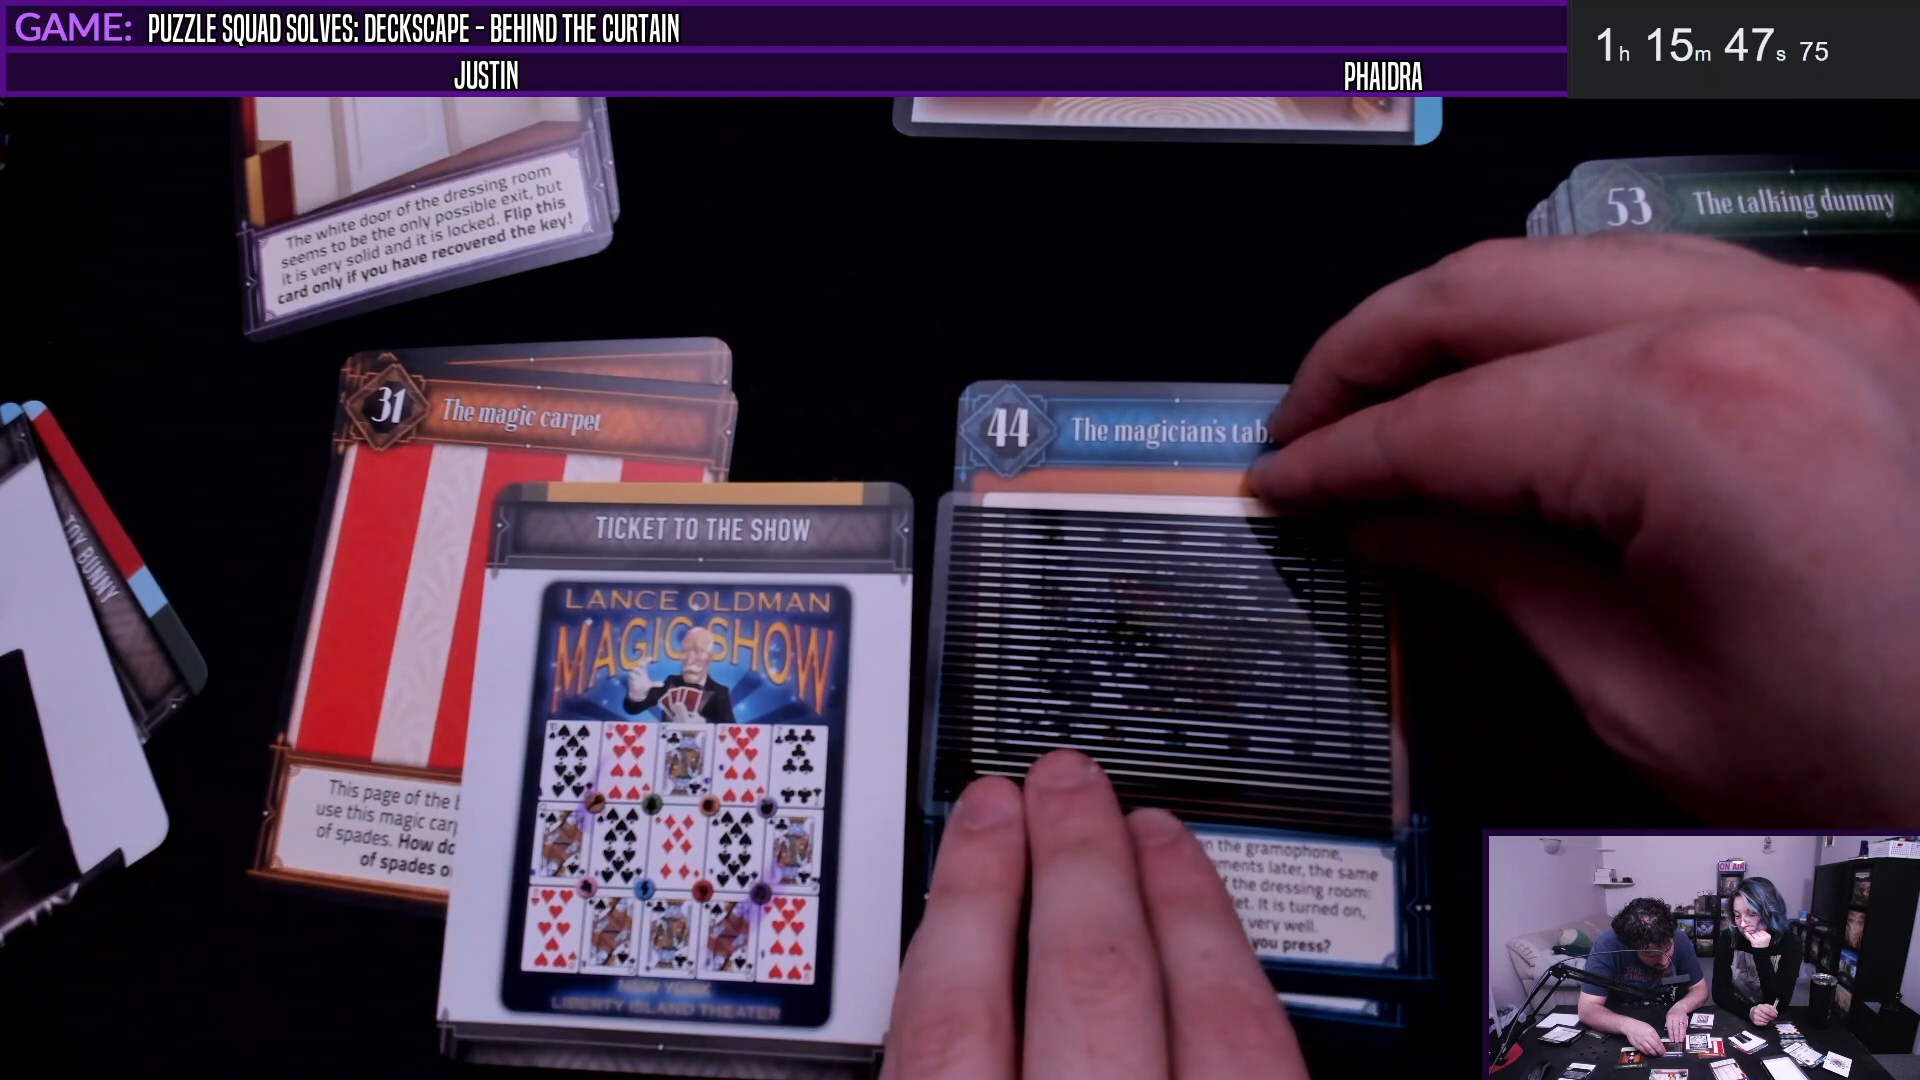 GAME: PUZZLE SQUAD SOLVES: DECKSCAPE - BEHIND THE CURTAIN
1h 15m 47s 75
JUSTIN
PHAIDRA
The white door of the dressing room
seems to be the only possible exit, but
it is very solid and it is locked. Flip this
card only if you have recovered the key!
53 The talking dummy
31 The magic carpet
44 The magician's tab
TOY BUNNY
TICKET TO THE SHOW
LANCE OLDMAN
MAGIC SHOW
NEW YORK
LIBERTY ISLAND THEATER
This page of the
use this magic car
of spades. How do
of spades o
n the gramophone,
ments later, the same
the dressing room:
et. It is turned on,
very well.
you press?
ON AIR